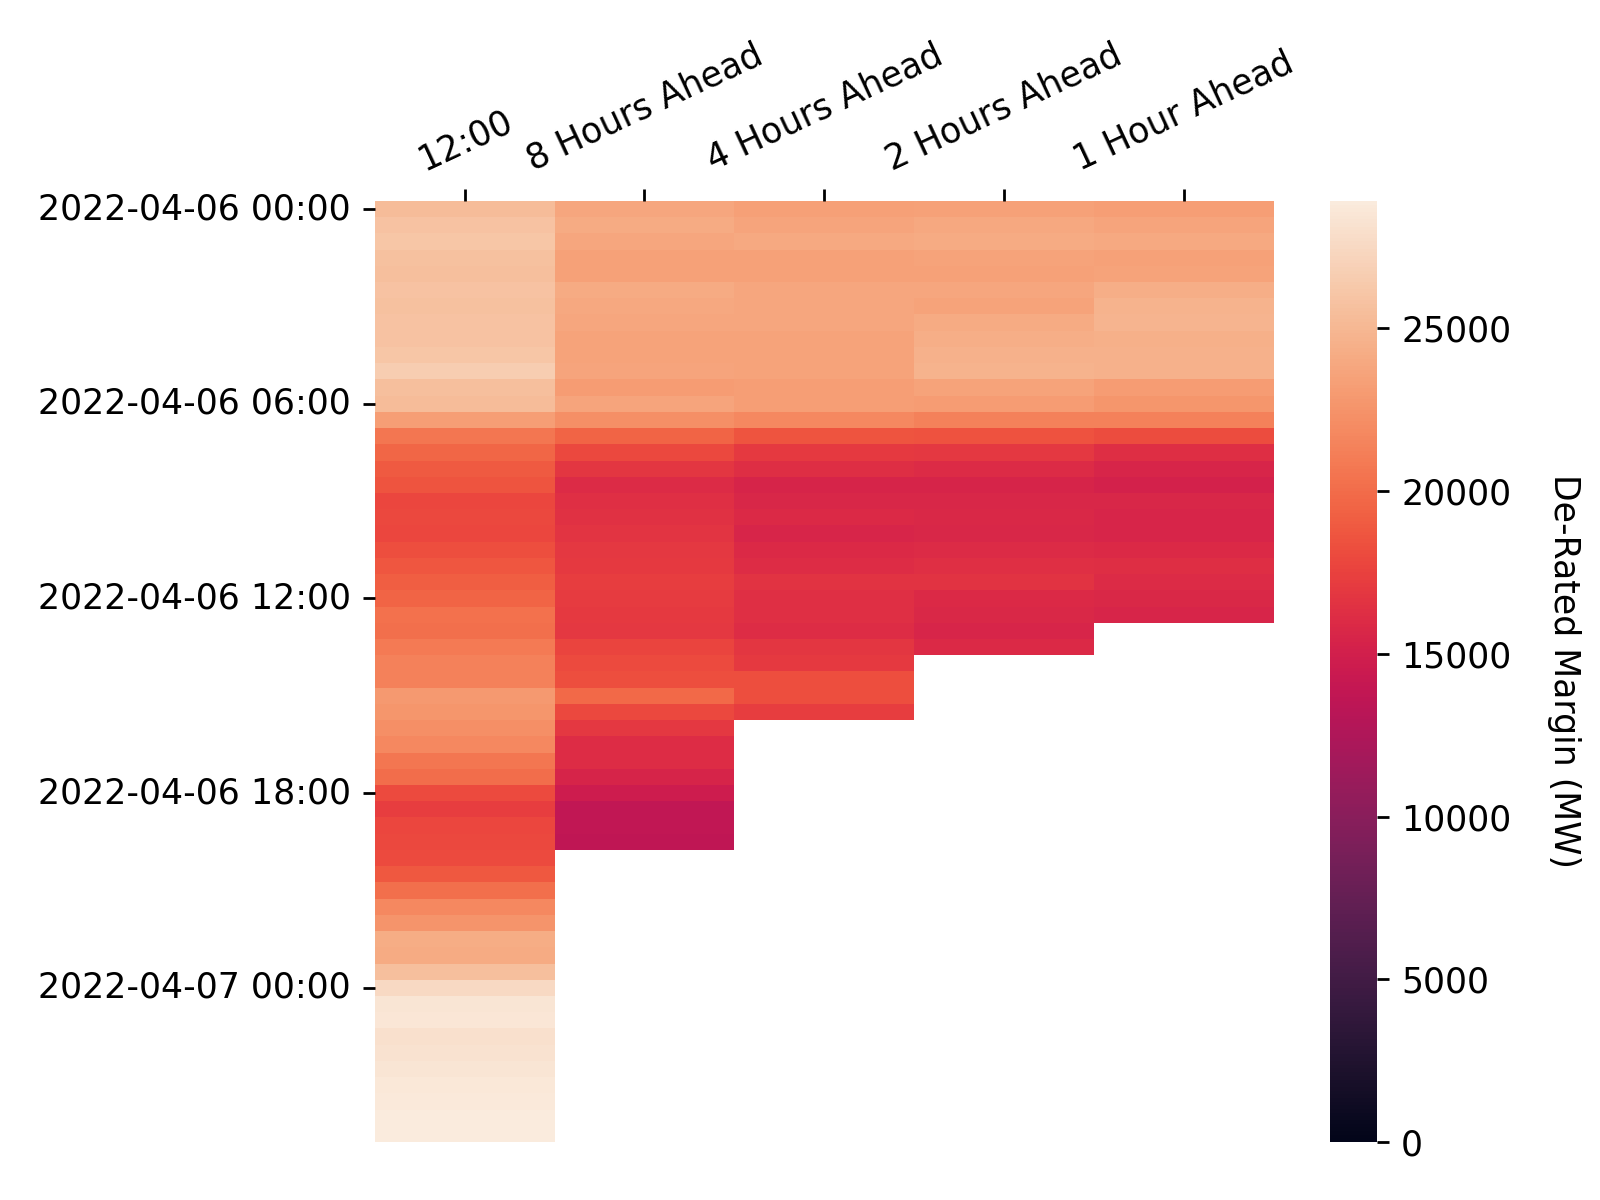 12:00
8 Hours Ahead
4 Hours Ahead
2 Hours Ahead
1 Hour Ahead
2022-04-06 00:00
2022-04-06 06:00
2022-04-06 12:00
2022-04-06 18:00
2022-04-07 00:00
25000
20000
15000
10000
5000
0
De-Rated Margin (MW)